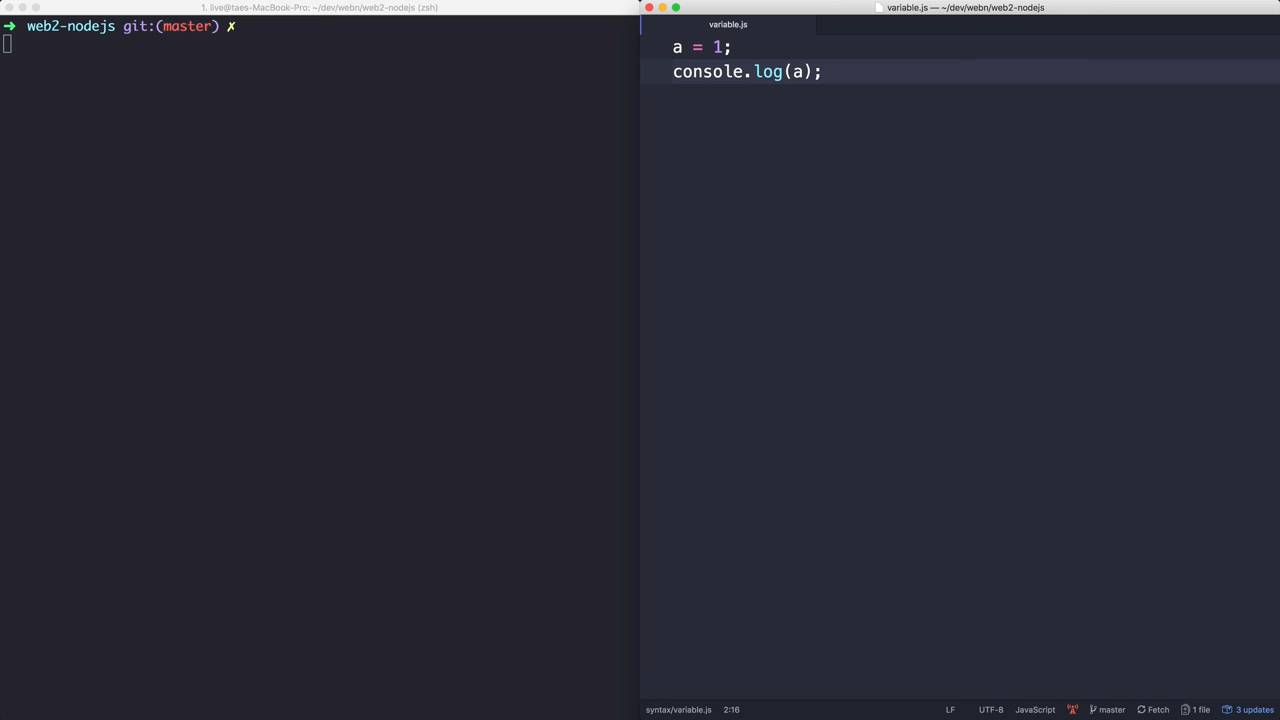 1. live@taes-MacBook-Pro: ~/dev/webn/web2-nodejs (zsh)
➜ web2-nodejs git:(master) ✗
variable.js — ~/dev/webn/web2-nodejs
variable.js
a = 1;
console.log(a);
syntax/variable.js 2:16 LF UTF-8 JavaScript master Fetch 1 file 3 updates